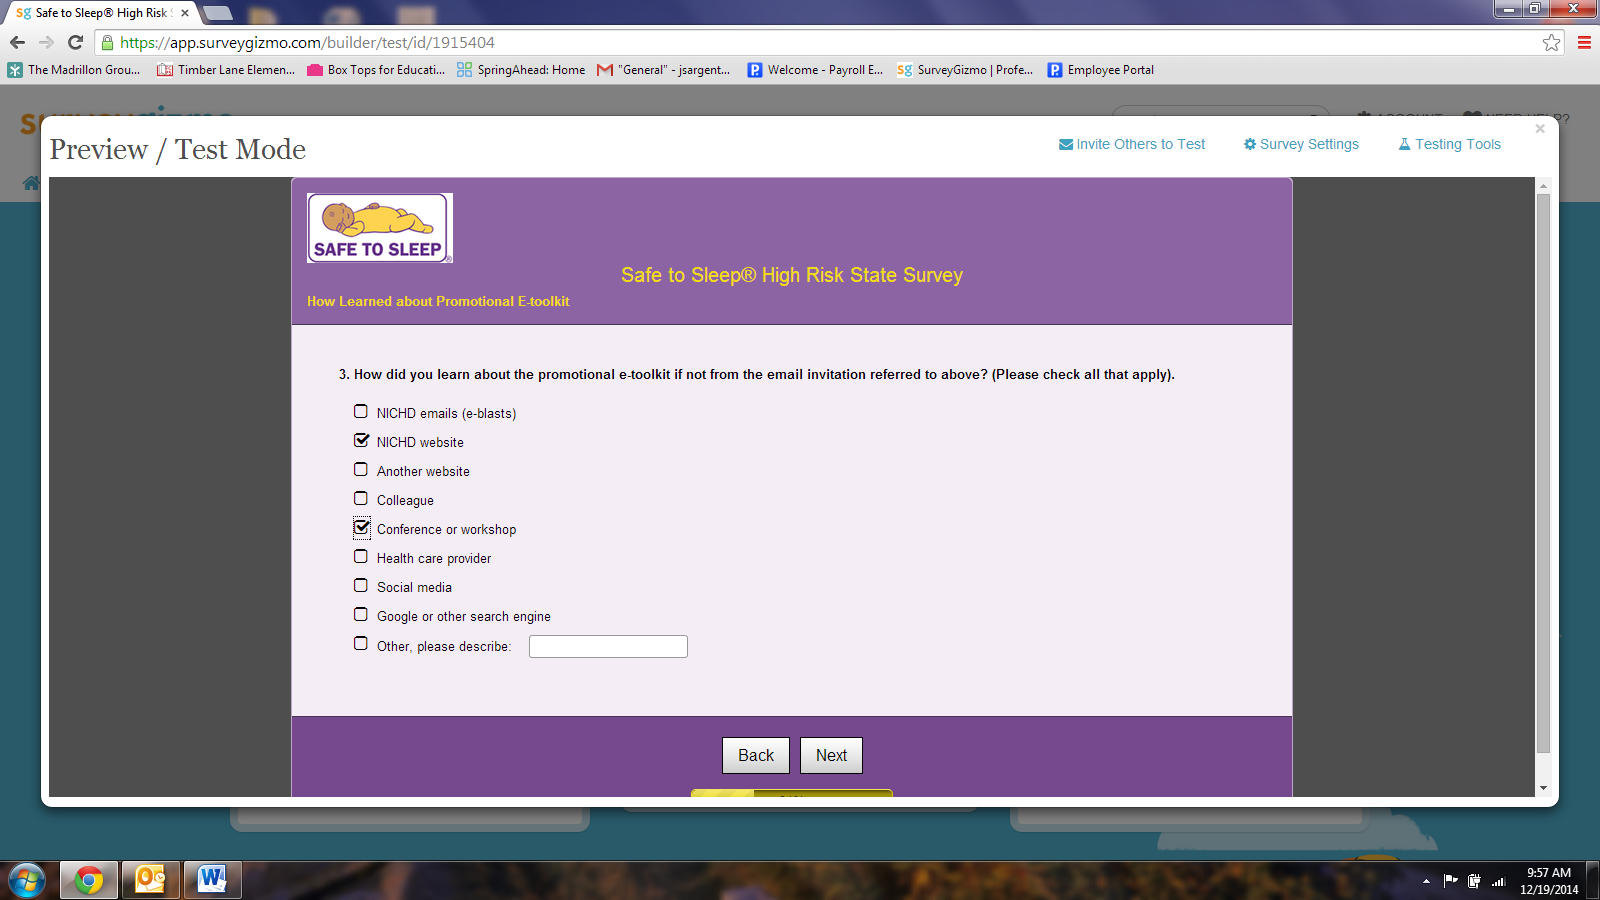 Safe to Sleep® High Risk S
https://app.surveygizmo.com/builder/test/id/1915404
The Madrillon Grou... Timber Lane Elemen... Box Tops for Educati... SpringAhead: Home "General" - jsargent... Welcome - Payroll E... SurveyGizmo | Profe... Employee Portal
Preview / Test Mode
Invite Others to Test Survey Settings Testing Tools
SAFE TO SLEEP®
Safe to Sleep® High Risk State Survey
How Learned about Promotional E-toolkit
3. How did you learn about the promotional e-toolkit if not from the email invitation referred to above? (Please check all that apply).
NICHD emails (e-blasts)
NICHD website
Another website
Colleague
Conference or workshop
Health care provider
Social media
Google or other search engine
Other, please describe:
Back Next
9:57 AM
12/19/2014